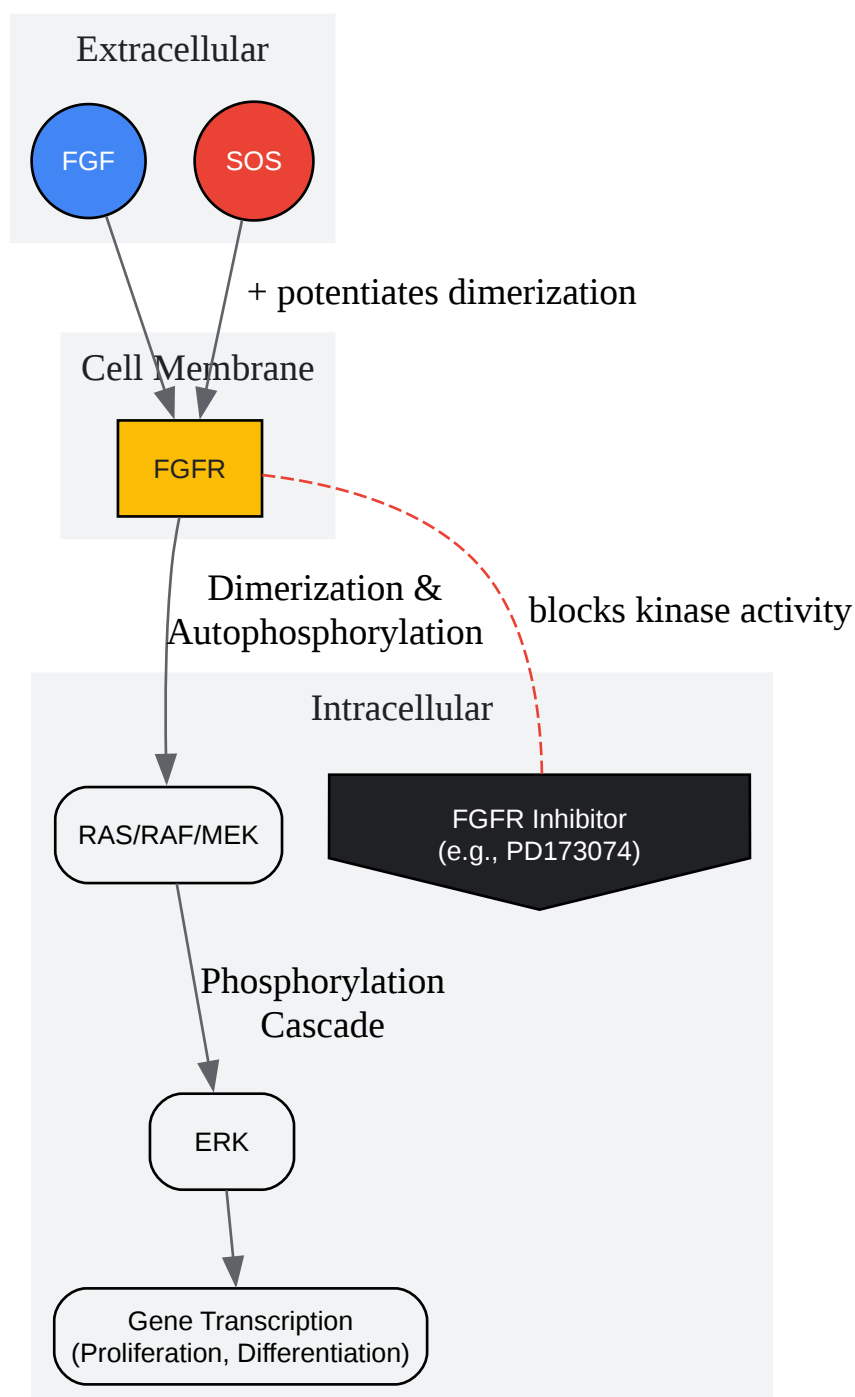 Extracellular
FGF
SOS
+ potentiates dimerization
Cell Membrane
FGFR
Dimerization &
Autophosphorylation
blocks kinase activity
Intracellular
RAS/RAF/MEK
FGFR Inhibitor
(e.g., PD173074)
Phosphorylation
Cascade
ERK
Gene Transcription
(Proliferation, Differentiation)